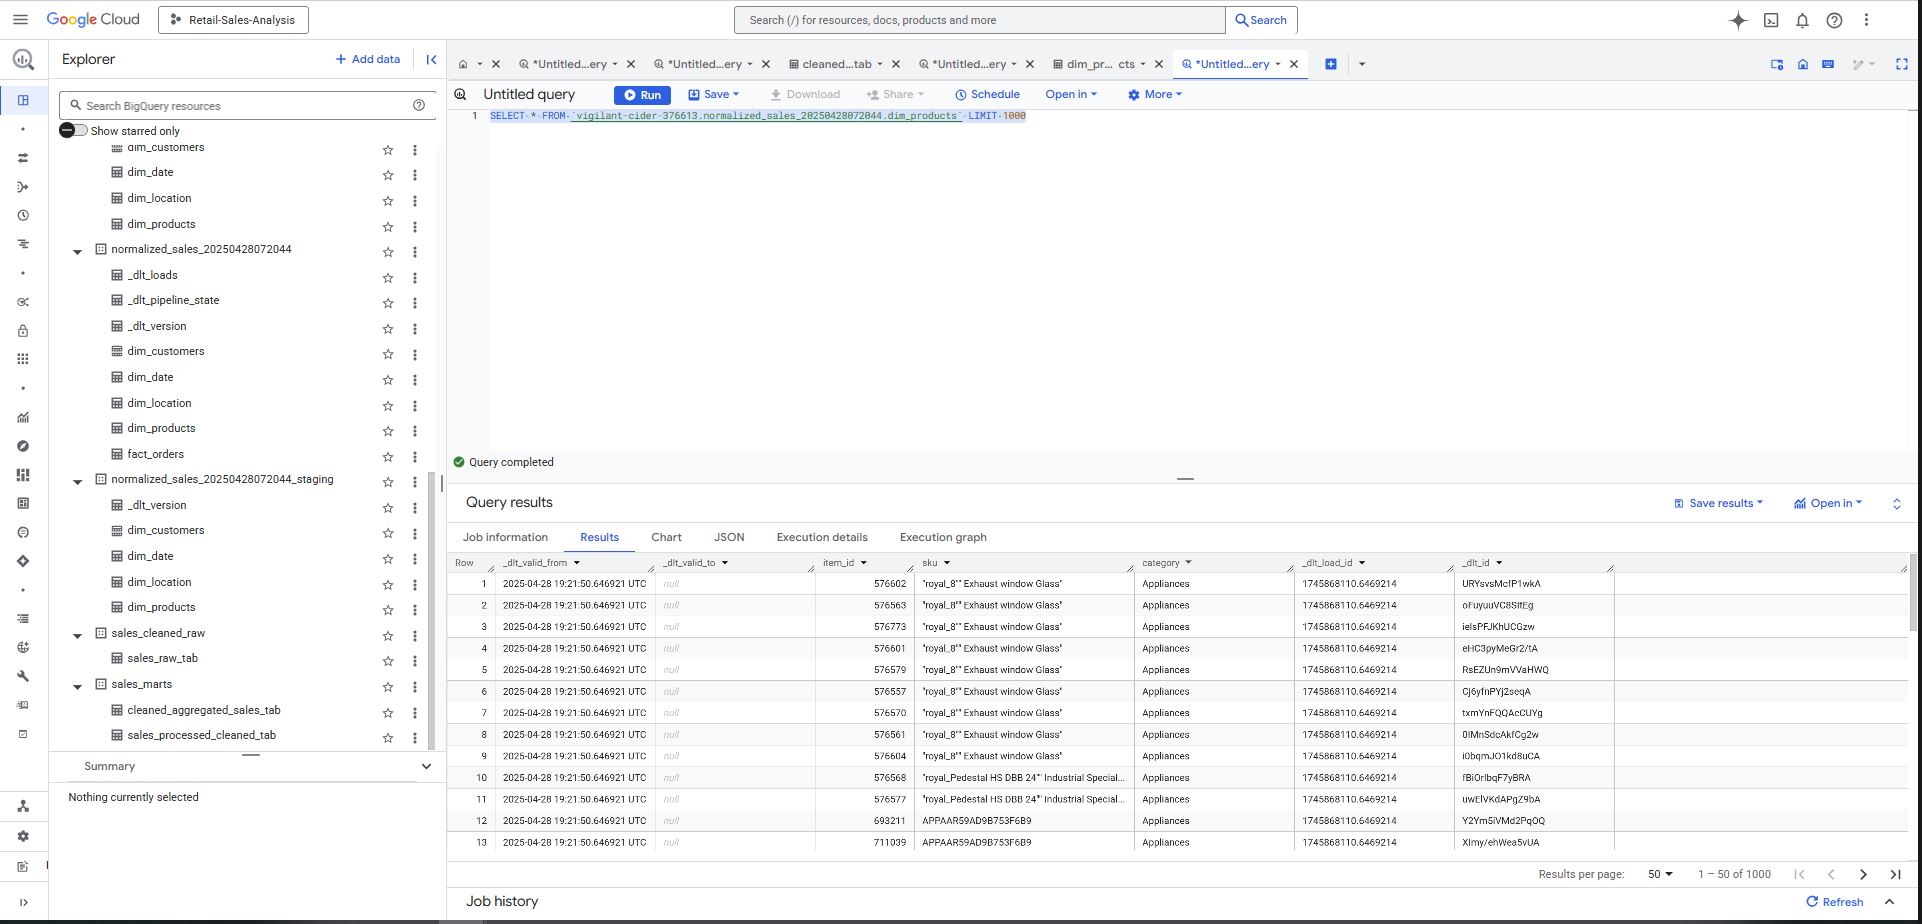 Google Cloud
Retail-Sales-Analysis
Search (/) for resources, docs, products and more
Search
Explorer
+ Add data
Search BigQuery resources
Show starred only
dim_customers
dim_date
dim_location
dim_products
normalized_sales_20250428072044
_dlt_loads
_dlt_pipeline_state
_dlt_version
dim_customers
dim_date
dim_location
dim_products
fact_orders
normalized_sales_20250428072044_staging
_dlt_version
dim_customers
dim_date
dim_location
dim_products
sales_cleaned_raw
sales_raw_tab
sales_marts
cleaned_aggregated_sales_tab
sales_processed_cleaned_tab
Summary
Nothing currently selected
*Untitled...ery *Untitled...ery cleaned...tab *Untitled...ery dim_pr... cts *Untitled...ery
Untitled query Run Save Download Share Schedule Open in More
1 SELECT * FROM `vigilant-cider-376613.normalized_sales_20250428072044.dim_products` LIMIT 1000
Query completed
Query results Save results Open in
Job information Results Chart JSON Execution details Execution graph
Row _dlt_valid_from _dlt_valid_to item_id sku category _dlt_load_id _dlt_id
1 2025-04-28 19:21:50.646921 UTC null 576602 "royal_8"" Exhaust window Glass" Appliances 1745868110.6469214 URYsvsMcfP1wkA
2 2025-04-28 19:21:50.646921 UTC null 576563 "royal_8"" Exhaust window Glass" Appliances 1745868110.6469214 oFuyuuVC8SItEg
3 2025-04-28 19:21:50.646921 UTC null 576773 "royal_8"" Exhaust window Glass" Appliances 1745868110.6469214 ielsPFJKhUCGzw
4 2025-04-28 19:21:50.646921 UTC null 576601 "royal_8"" Exhaust window Glass" Appliances 1745868110.6469214 eHC3pyMeGr2/tA
5 2025-04-28 19:21:50.646921 UTC null 576579 "royal_8"" Exhaust window Glass" Appliances 1745868110.6469214 RsEZUn9mVVaHWQ
6 2025-04-28 19:21:50.646921 UTC null 576557 "royal_8"" Exhaust window Glass" Appliances 1745868110.6469214 Cj6yfnPYj2seqA
7 2025-04-28 19:21:50.646921 UTC null 576570 "royal_8"" Exhaust window Glass" Appliances 1745868110.6469214 txmYnFQQAcCUYg
8 2025-04-28 19:21:50.646921 UTC null 576561 "royal_8"" Exhaust window Glass" Appliances 1745868110.6469214 0IMnSdcAkfCg2w
9 2025-04-28 19:21:50.646921 UTC null 576604 "royal_8"" Exhaust window Glass" Appliances 1745868110.6469214 i0bqmJO1kd8uCA
10 2025-04-28 19:21:50.646921 UTC null 576568 "royal_Pedestal HS DBB 24"" Industrial Special... Appliances 1745868110.6469214 fBiOrIbqF7yBRA
11 2025-04-28 19:21:50.646921 UTC null 576577 "royal_Pedestal HS DBB 24"" Industrial Special... Appliances 1745868110.6469214 uwElVKdAPgZ9bA
12 2025-04-28 19:21:50.646921 UTC null 693211 APPAAR59AD9B753F6B9 Appliances 1745868110.6469214 Y2Ym5iVMd2PqOQ
13 2025-04-28 19:21:50.646921 UTC null 711039 APPAAR59AD9B753F6B9 Appliances 1745868110.6469214 XImy/ehWea5vUA
Results per page: 50 1 – 50 of 1000
Job history Refresh